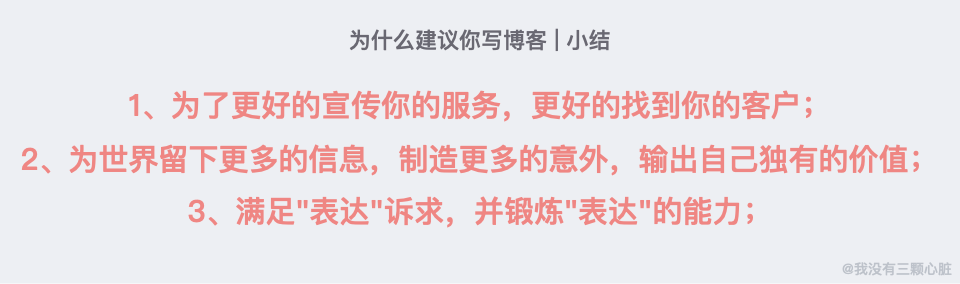 为什么建议你写博客 | 小结
1、为了更好的宣传你的服务，更好的找到你的客户；
2、为世界留下更多的信息，制造更多的意外，输出自己独有的价值；
3、满足"表达"诉求，并锻炼"表达"的能力；
@我没有三颗心脏